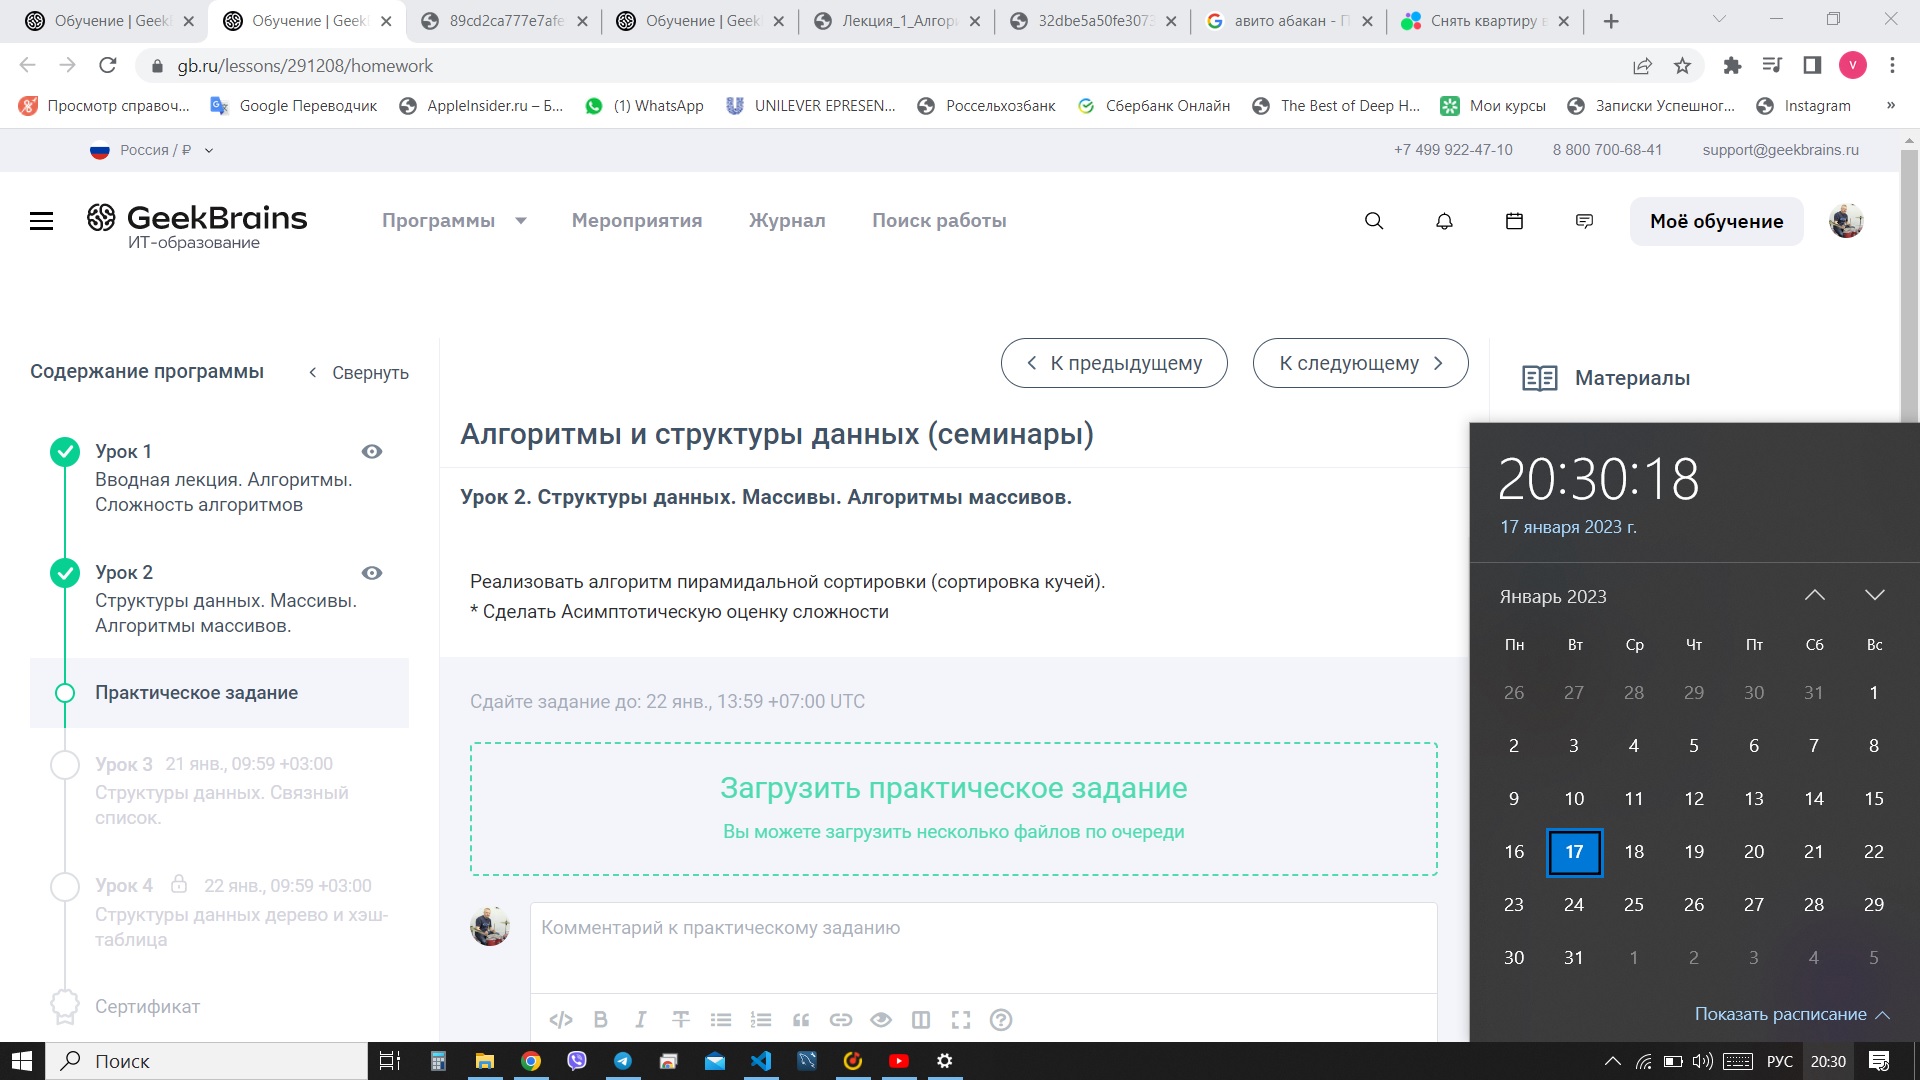 Обучение | Geek
Обучение | Geek
89cd2ca777e7afe
Обучение | Geek
Лекция_1_Алгори
32dbe5a50fe3073
авито абакан - П
Снять квартиру в
gb.ru/lessons/291208/homework
V
Просмотр справоч...
Google Переводчик
AppleInsider.ru – Б...
(1) WhatsApp
UNILEVER EPRESEN...
Россельхозбанк
Сбербанк Онлайн
The Best of Deep H...
Мои курсы
Записки Успешног...
Instagram
»
Россия / ₽
+7 499 922-47-10
8 800 700-68-41
support@geekbrains.ru
GeekBrains
ИТ-образование
Программы
Мероприятия
Журнал
Поиск работы
Моё обучение
Содержание программы
Свернуть
Урок 1
Вводная лекция. Алгоритмы.
Сложность алгоритмов
Урок 2
Структуры данных. Массивы.
Алгоритмы массивов.
Практическое задание
Урок 3 21 янв., 09:59 +03:00
Структуры данных. Связный
список.
Урок 4 22 янв., 09:59 +03:00
Структуры данных дерево и хэш-
таблица
Сертификат
К предыдущему
К следующему
Материалы
Алгоритмы и структуры данных (семинары)
Урок 2. Структуры данных. Массивы. Алгоритмы массивов.
Реализовать алгоритм пирамидальной сортировки (сортировка кучей).
* Сделать Асимптотическую оценку сложности
Сдайте задание до: 22 янв., 13:59 +07:00 UTC
Загрузить практическое задание
Вы можете загрузить несколько файлов по очереди
Комментарий к практическому заданию
20:30:18
17 января 2023 г.
Январь 2023
Пн Вт Ср Чт Пт Сб Вс
26 27 28 29 30 31 1
2 3 4 5 6 7 8
9 10 11 12 13 14 15
16 17 18 19 20 21 22
23 24 25 26 27 28 29
30 31 1 2 3 4 5
Показать расписание
Поиск
РУС
20:30